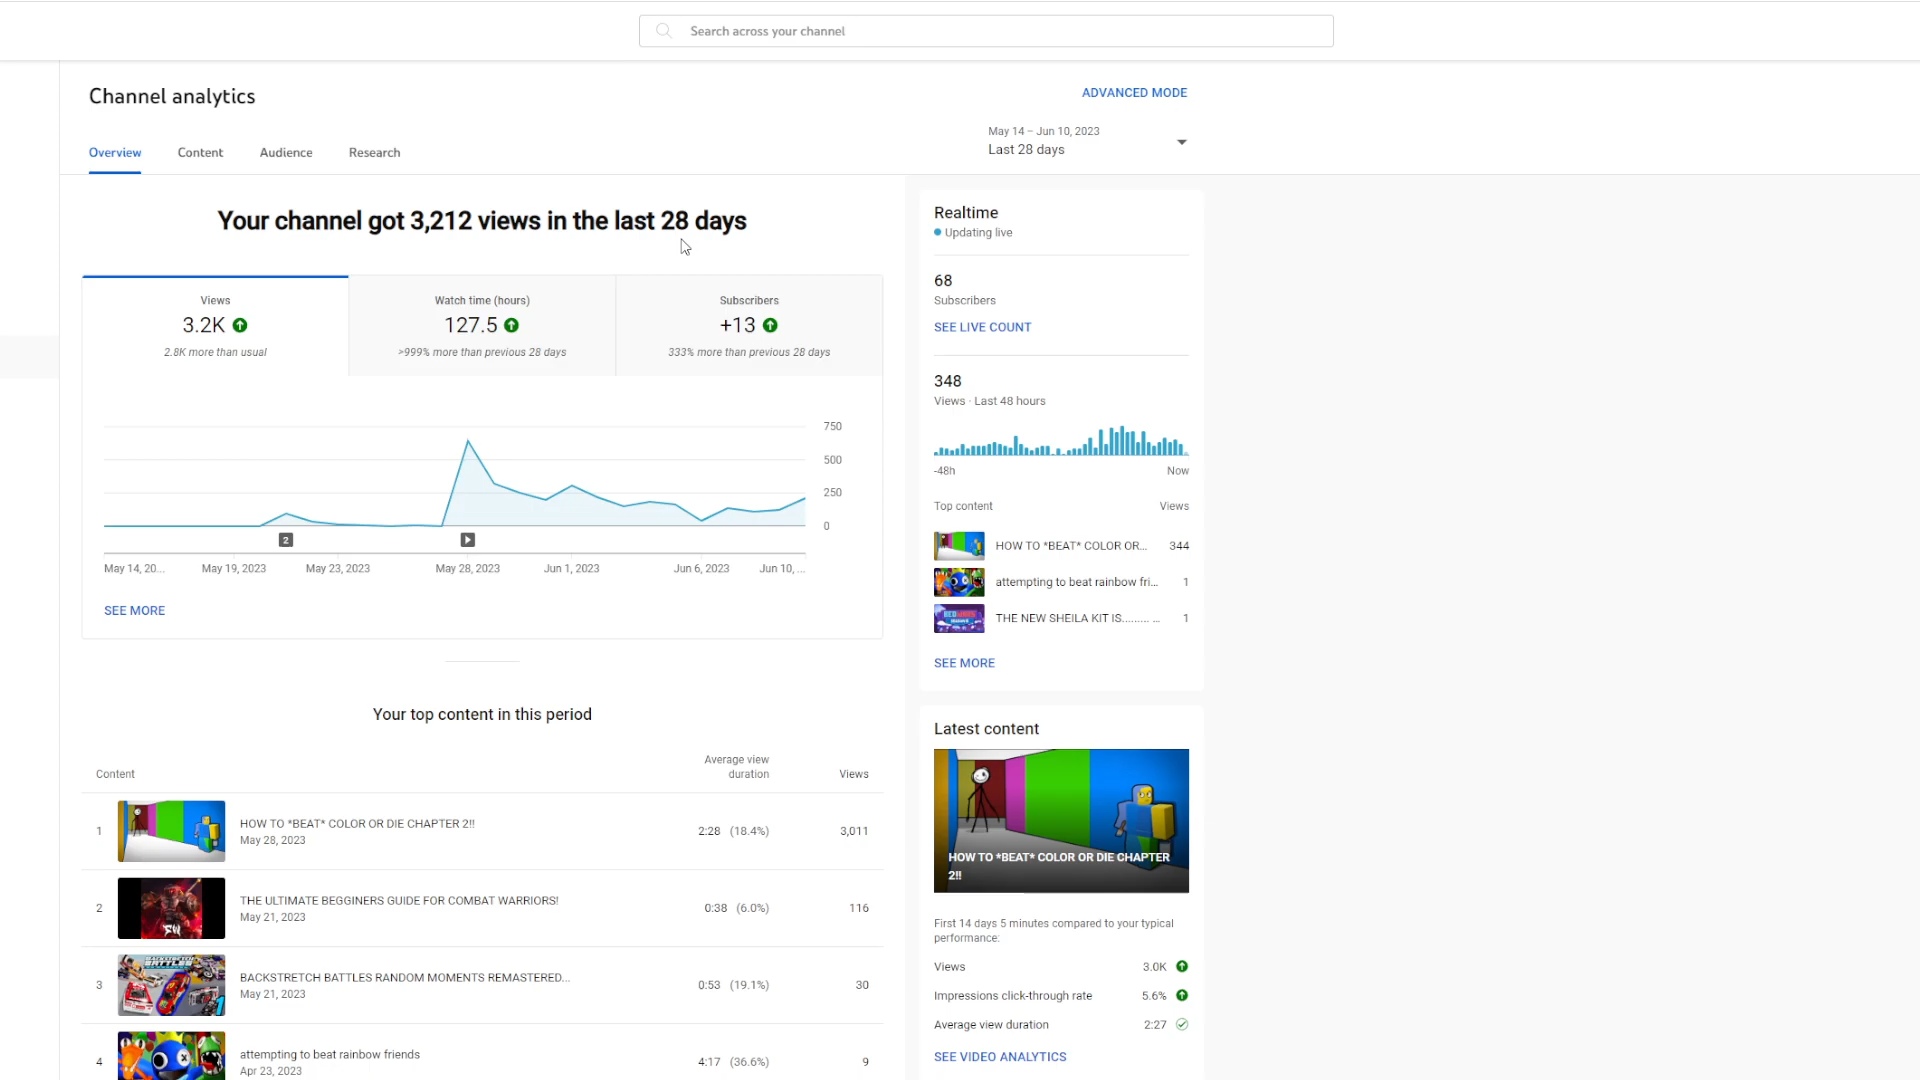 Search across your channel
Channel analytics
ADVANCED MODE
May 14 – Jun 10, 2023
Last 28 days
Overview
Content
Audience
Research
Your channel got 3,212 views in the last 28 days
Views
3.2K
2.8K more than usual
Watch time (hours)
127.5
>999% more than previous 28 days
Subscribers
+13
333% more than previous 28 days
750
500
250
0
2
May 14, 20...
May 19, 2023
May 23, 2023
May 28, 2023
Jun 1, 2023
Jun 6, 2023
Jun 10, ...
SEE MORE
Your top content in this period
Content
Average view
duration
Views
1
HOW TO *BEAT* COLOR OR DIE CHAPTER 2!!
May 28, 2023
2:28 (18.4%)
3,011
2
THE ULTIMATE BEGGINERS GUIDE FOR COMBAT WARRIORS!
May 21, 2023
0:38 (6.0%)
116
3
BACKSTRETCH BATTLES RANDOM MOMENTS REMASTERED...
May 21, 2023
0:53 (19.1%)
30
4
attempting to beat rainbow friends
Apr 23, 2023
4:17 (36.6%)
9
Realtime
Updating live
68
Subscribers
SEE LIVE COUNT
348
Views · Last 48 hours
-48h
Now
Top content
Views
HOW TO *BEAT* COLOR OR...
344
attempting to beat rainbow fri...
1
THE NEW SHEILA KIT IS......... ...
1
SEE MORE
Latest content
HOW TO *BEAT* COLOR OR DIE CHAPTER
2!!
First 14 days 5 minutes compared to your typical
performance:
Views
3.0K
Impressions click-through rate
5.6%
Average view duration
2:27
SEE VIDEO ANALYTICS